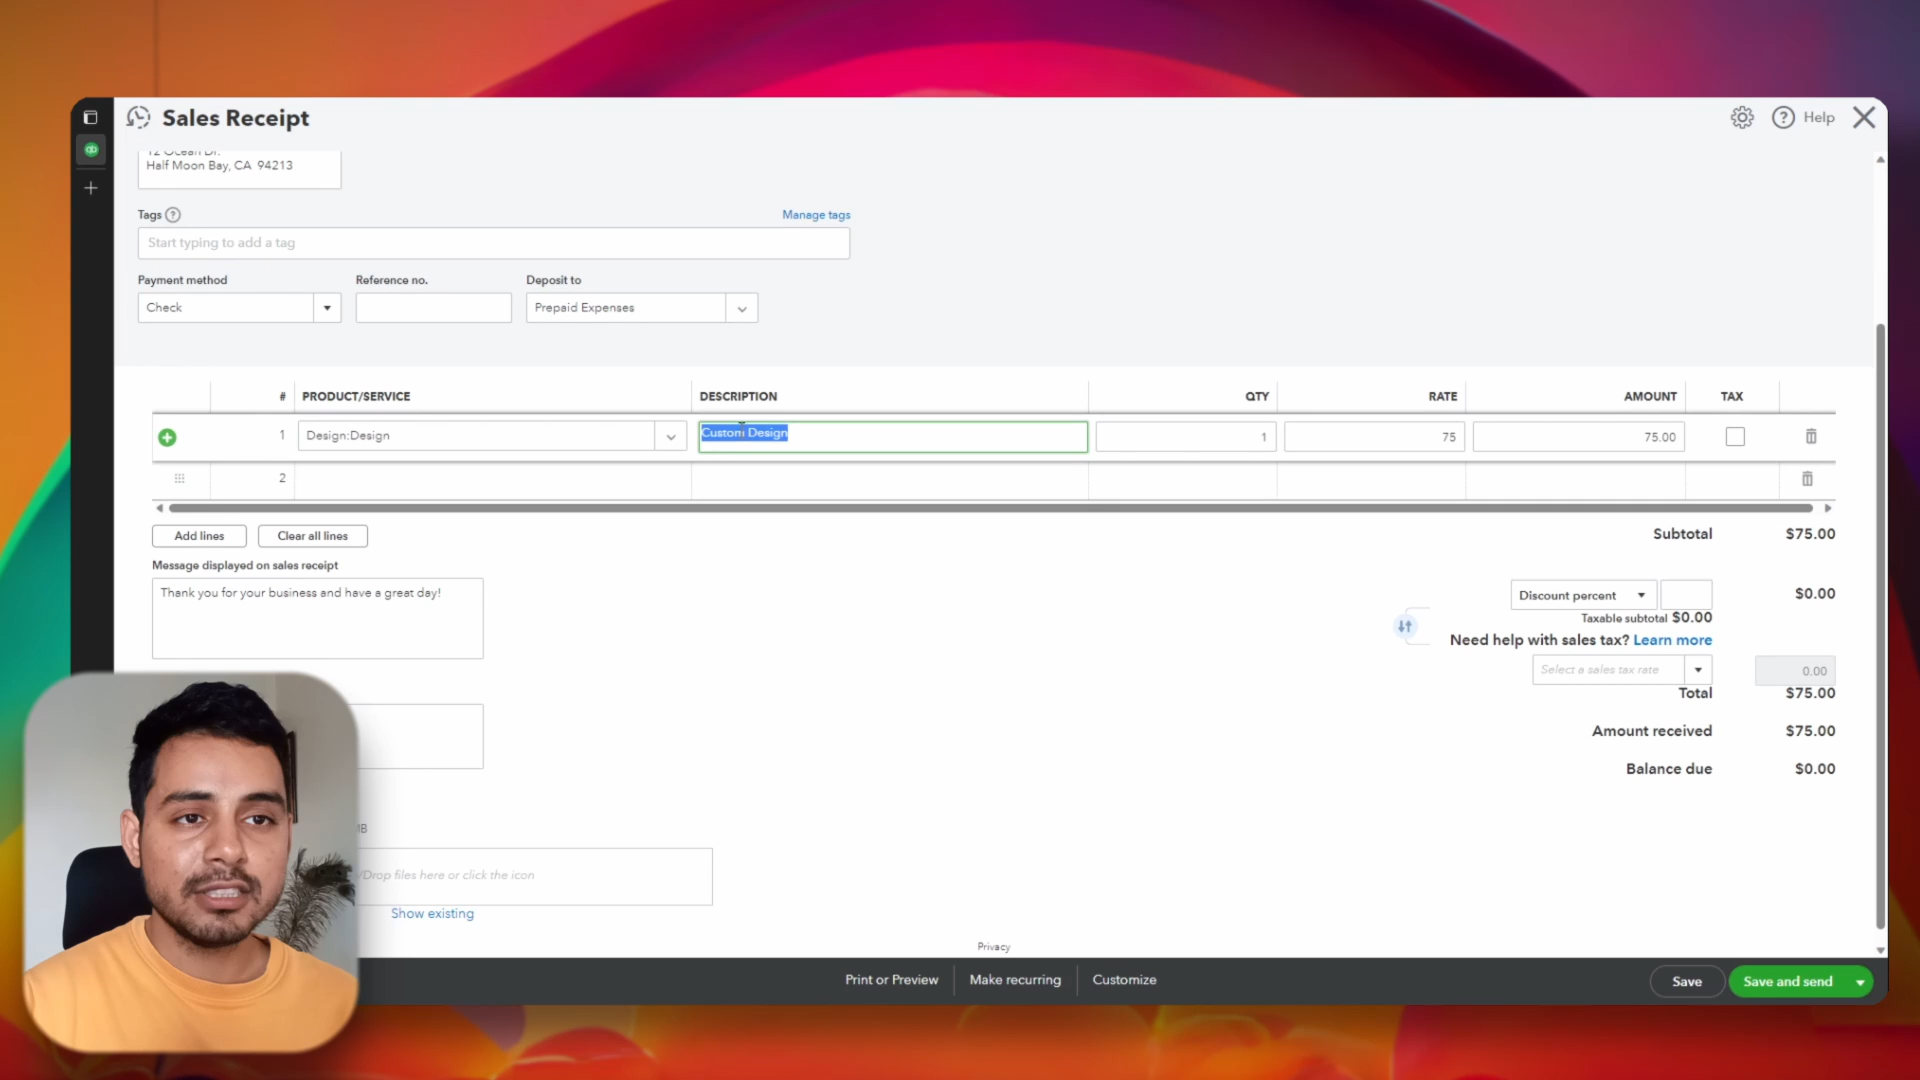 Sales Receipt
Help
12 Ocean Dr.
Half Moon Bay, CA 94213
Tags
Manage tags
Start typing to add a tag
Payment method
Reference no.
Deposit to
Check
Prepaid Expenses
# PRODUCT/SERVICE DESCRIPTION QTY RATE AMOUNT TAX
1 Design:Design Custom Design 1 75 75.00
2
Add lines
Clear all lines
Subtotal $75.00
Message displayed on sales receipt
Thank you for your business and have a great day!
Discount percent $0.00
Taxable subtotal $0.00
Need help with sales tax? Learn more
Select a sales tax rate 0.00
Total $75.00
Amount received $75.00
Balance due $0.00
MB
/Drop files here or click the icon
Show existing
Privacy
Print or Preview
Make recurring
Customize
Save
Save and send